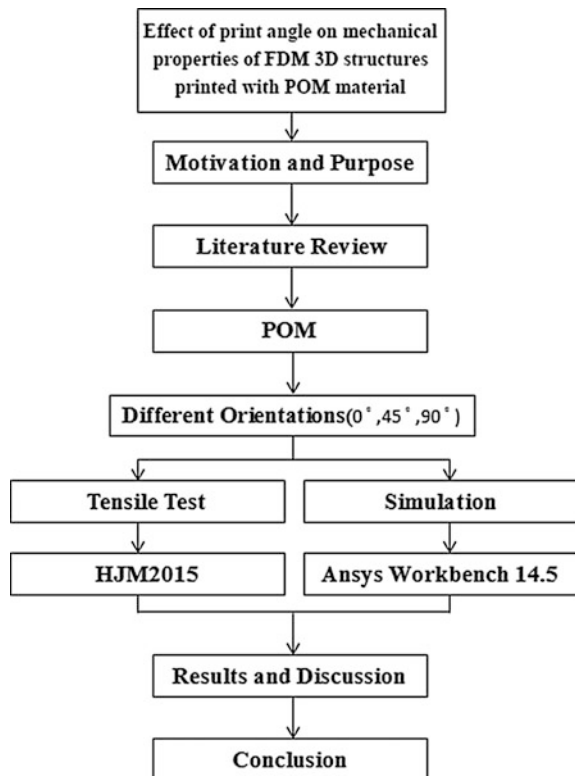 Effect of print angle on mechanical
properties of FDM 3D structures
printed with POM material
Motivation and Purpose
Literature Review
POM
Different Orientations(0˚,45˚,90˚)
Tensile Test
Simulation
HJM2015
Ansys Workbench 14.5
Results and Discussion
Conclusion